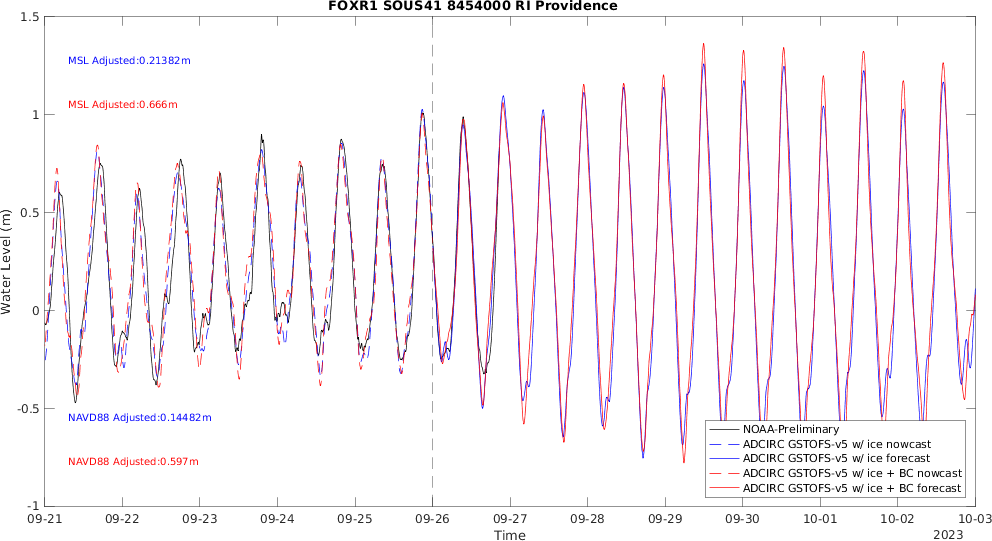 FOXR1 SOUS41 8454000 RI Providence
1.5
1
0.5
0
-0.5
-1
Water Level (m)
MSL Adjusted:0.21382m
MSL Adjusted:0.666m
NAVD88 Adjusted:0.14482m
NAVD88 Adjusted:0.597m
NOAA-Preliminary
ADCIRC GSTOFS-v5 w/ ice nowcast
ADCIRC GSTOFS-v5 w/ ice forecast
ADCIRC GSTOFS-v5 w/ ice + BC nowcast
ADCIRC GSTOFS-v5 w/ ice + BC forecast
09-21 09-22 09-23 09-24 09-25 09-26 09-27 09-28 09-29 09-30 10-01 10-02 10-03
Time
2023